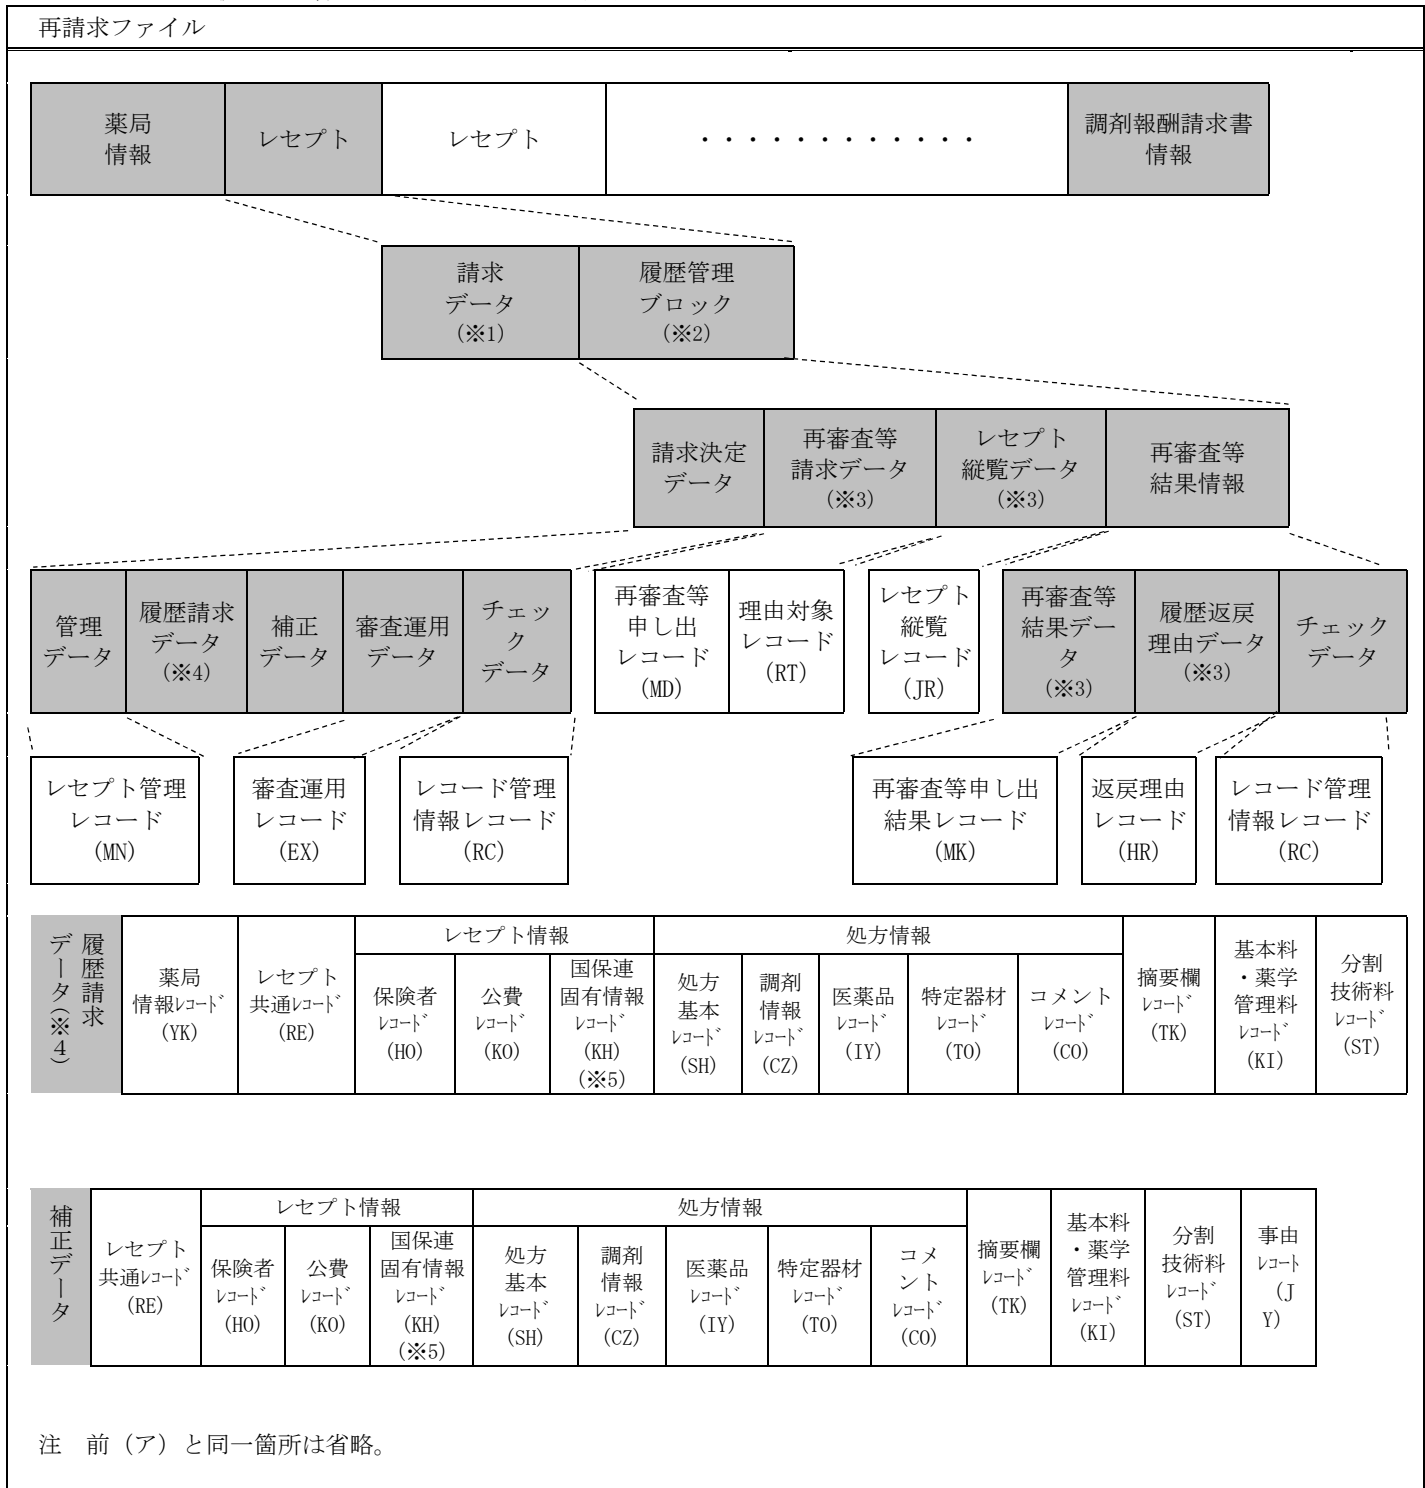 再請求ファイル
薬局
情報
レセプト
レセプト
・・・・・・・・・・・・
調剤報酬請求書
情報
請求
データ
(※1)
履歴管理
ブロック
(※2)
請求決定
データ
再審査等
請求データ
(※3)
レセプト
縦覧データ
(※3)
再審査等
結果情報
管理
データ
履歴請求
データ
(※4)
補正
データ
審査運用
データ
チェッ
ク
データ
再審査等
申し出
レコード
(MD)
理由対象
レコード
(RT)
レセプト
縦覧
レコード
(JR)
再審査等
結果デー
タ
(※3)
履歴返戻
理由データ
(※3)
チェック
データ
レセプト管理
レコード
(MN)
審査運用
レコード
(EX)
レコード管理
情報レコード
(RC)
再審査等申し出
結果レコード
(MK)
返戻理由
レコード
(HR)
レコード管理
情報レコード
(RC)
履歴請求
データ(※4)
薬局
情報ﾚｺｰﾄﾞ
(YK)
レセプト
共通ﾚｺｰﾄﾞ
(RE)
レセプト情報
保険者
ﾚｺｰﾄﾞ
(HO)
公費
ﾚｺｰﾄﾞ
(KO)
国保連
固有情報
ﾚｺｰﾄﾞ
(KH)
(※5)
処方情報
処方
基本
ﾚｺｰﾄﾞ
(SH)
調剤
情報
ﾚｺｰﾄﾞ
(CZ)
医薬品
ﾚｺｰﾄﾞ
(IY)
特定器材
ﾚｺｰﾄﾞ
(TO)
コメント
ﾚｺｰﾄﾞ
(CO)
摘要欄
ﾚｺｰﾄﾞ
(TK)
基本料
・薬学
管理料
ﾚｺｰﾄﾞ
(KI)
分割
技術料
ﾚｺｰﾄﾞ
(ST)
補正データ
レセプト
共通ﾚｺｰﾄﾞ
(RE)
レセプト情報
保険者
ﾚｺｰﾄﾞ
(HO)
公費
ﾚｺｰﾄﾞ
(KO)
国保連
固有情報
ﾚｺｰﾄﾞ
(KH)
(※5)
処方情報
処方
基本
ﾚｺｰﾄﾞ
(SH)
調剤
情報
ﾚｺｰﾄﾞ
(CZ)
医薬品
ﾚｺｰﾄﾞ
(IY)
特定器材
ﾚｺｰﾄﾞ
(TO)
コメ
ント
ﾚｺｰﾄﾞ
(CO)
摘要欄
ﾚｺｰﾄﾞ
(TK)
基本料
・薬学
管理料
ﾚｺｰﾄﾞ
(KI)
分割
技術料
ﾚｺｰﾄﾞ
(ST)
事由
ﾚｺｰﾄ
(J
Y)
注　前（ア）と同一箇所は省略。